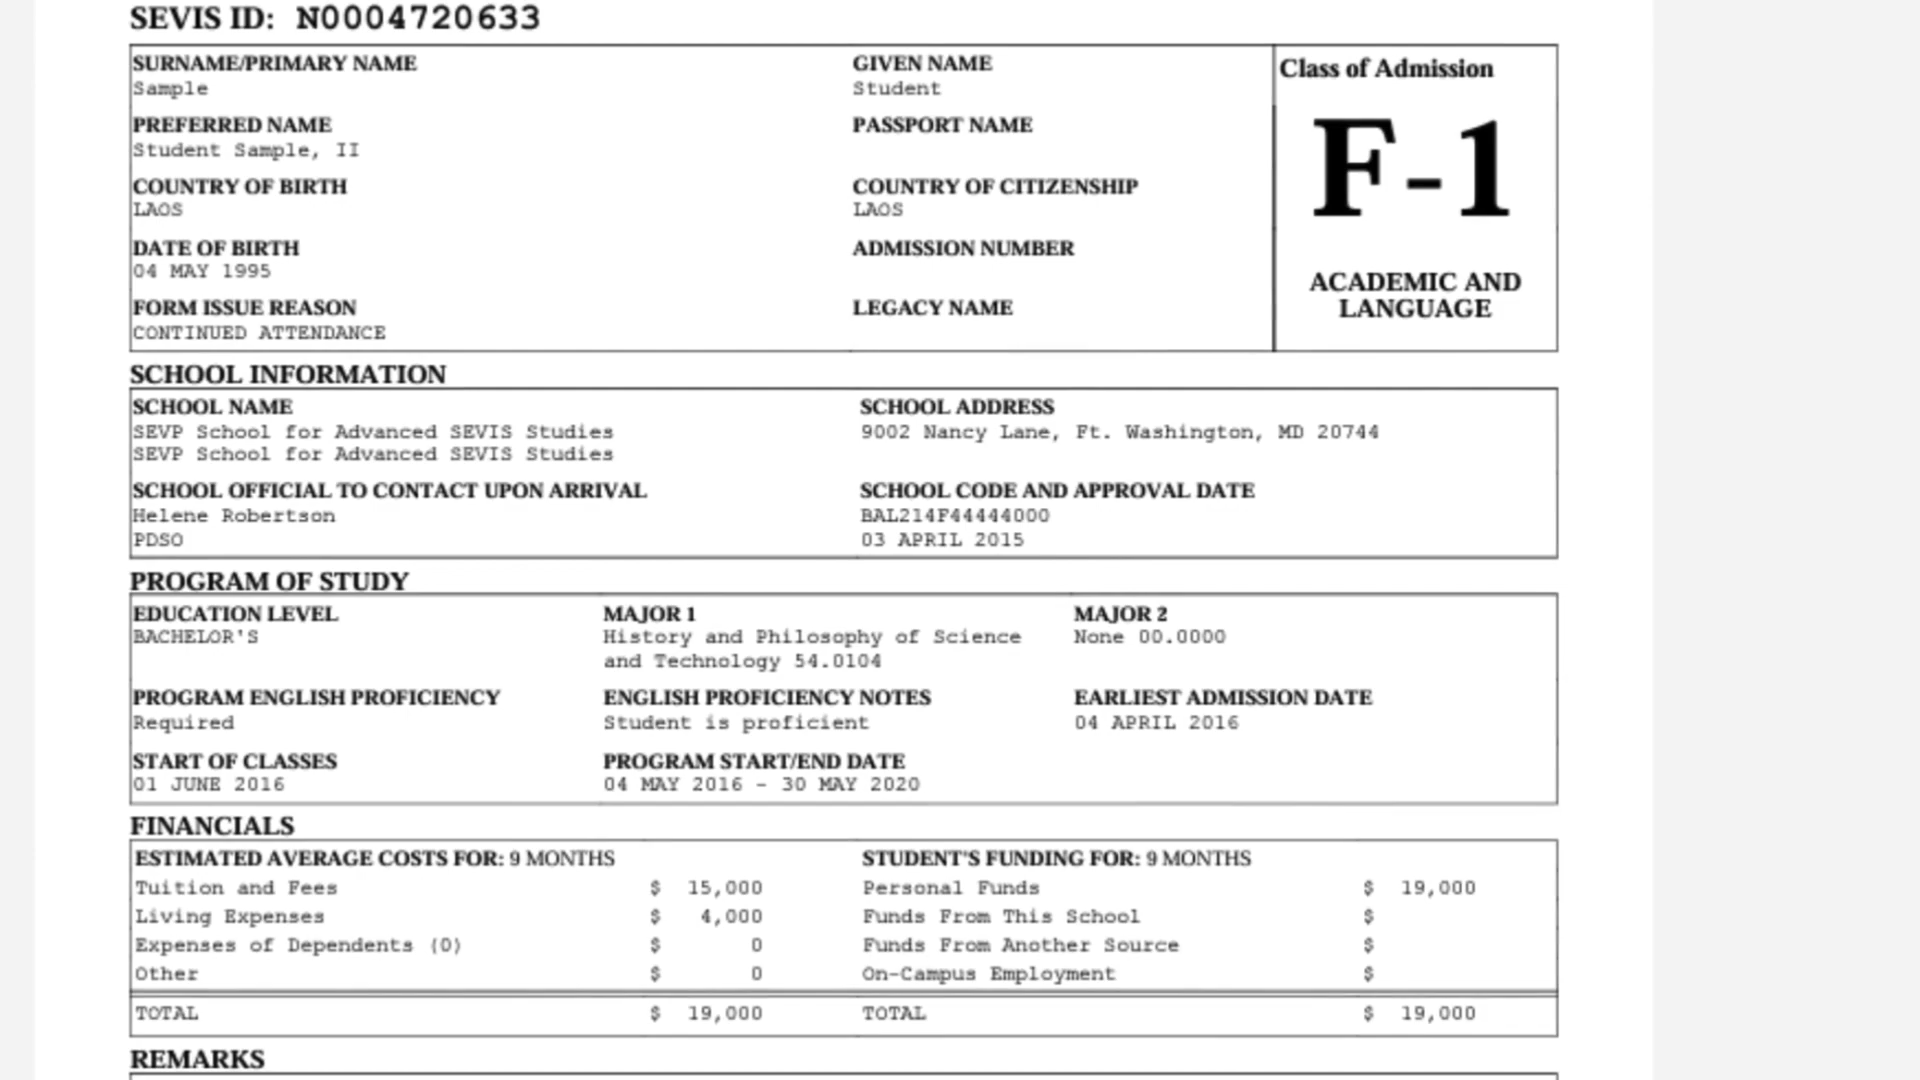 SEVIS ID: N0004720633
SURNAME/PRIMARY NAME GIVEN NAME Class of Admission
Sample Student
PREFERRED NAME PASSPORT NAME
Student Sample, II
F-1
COUNTRY OF BIRTH COUNTRY OF CITIZENSHIP
LAOS LAOS
DATE OF BIRTH ADMISSION NUMBER
04 MAY 1995
ACADEMIC AND
LANGUAGE
FORM ISSUE REASON LEGACY NAME
CONTINUED ATTENDANCE
SCHOOL INFORMATION
SCHOOL NAME SCHOOL ADDRESS
SEVP School for Advanced SEVIS Studies 9002 Nancy Lane, Ft. Washington, MD 20744
SEVP School for Advanced SEVIS Studies
SCHOOL OFFICIAL TO CONTACT UPON ARRIVAL SCHOOL CODE AND APPROVAL DATE
Helene Robertson BAL214F44444000
PDSO 03 APRIL 2015
PROGRAM OF STUDY
EDUCATION LEVEL MAJOR 1 MAJOR 2
BACHELOR'S History and Philosophy of Science None 00.0000
and Technology 54.0104
PROGRAM ENGLISH PROFICIENCY ENGLISH PROFICIENCY NOTES EARLIEST ADMISSION DATE
Required Student is proficient 04 APRIL 2016
START OF CLASSES PROGRAM START/END DATE
01 JUNE 2016 04 MAY 2016 - 30 MAY 2020
FINANCIALS
ESTIMATED AVERAGE COSTS FOR: 9 MONTHS STUDENT'S FUNDING FOR: 9 MONTHS
Tuition and Fees $ 15,000 Personal Funds $ 19,000
Living Expenses $ 4,000 Funds From This School $
Expenses of Dependents (0) $ 0 Funds From Another Source $
Other $ 0 On-Campus Employment $
TOTAL $ 19,000 TOTAL $ 19,000
REMARKS